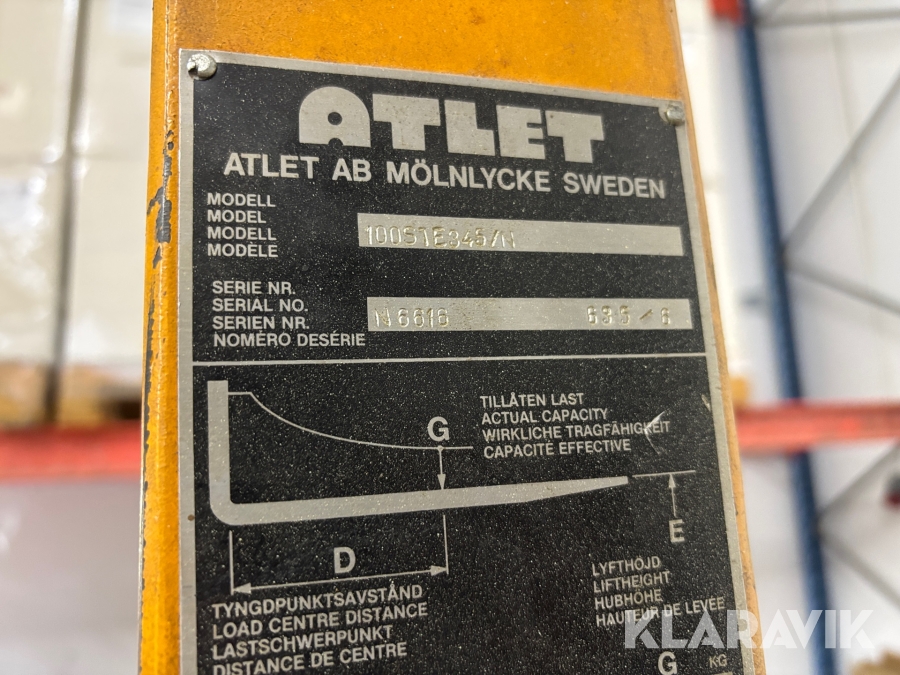 ATLET
ATLET AB MÖLNLYCKE SWEDEN
MODELL
MODEL
MODELL
MODÈLE
100STE345/N
SERIE NR.
SERIAL NO.
SERIEN NR.
NOMÉRO DESÉRIE
N6616 635/6
TILLÅTEN LAST
ACTUAL CAPACITY
WIRKLICHE TRAGFÄHIGKEIT
CAPACITÉ EFFECTIVE
G
D
E
TYNGDPUNKTSAVSTÅND
LOAD CENTRE DISTANCE
LASTSCHWERPUNKT
DISTANCE DE CENTRE
LYFTHÖJD
LIFTHEIGHT
HUBHÖHE
HAUTEUR DE LEVÉE
G KG
KLARAVIK